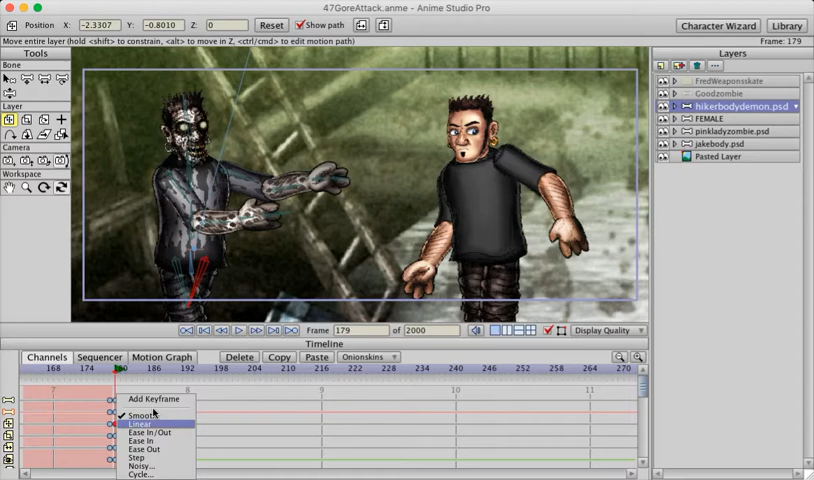 47GoreAttack.anme - Anime Studio Pro
Position X: -2.3307 Y: -0.8010 Z: 0 Reset Show path Character Wizard Library
Move entire layer (hold <shift> to constrain, <alt> to move in Z, <ctrl/cmd> to edit motion path) Frame: 179
Tools
Bone
Layer
Camera
Workspace
Layers
FredWeaponsskate
Goodzombie
hikerbodydemon.psd
FEMALE
pinkladyzombie.psd
jakebody.psd
Pasted Layer
Frame 179 of 2000 Display Quality
Timeline
Channels Sequencer Motion Graph Delete Copy Paste Onionskins
168 174 180 186 192 198 204 210 216 222 228 234 240 246 252 258 264 270
7 8 9 10 11
Add Keyframe
Smooth
Linear
Ease In/Out
Ease In
Ease Out
Step
Noisy...
Cycle...